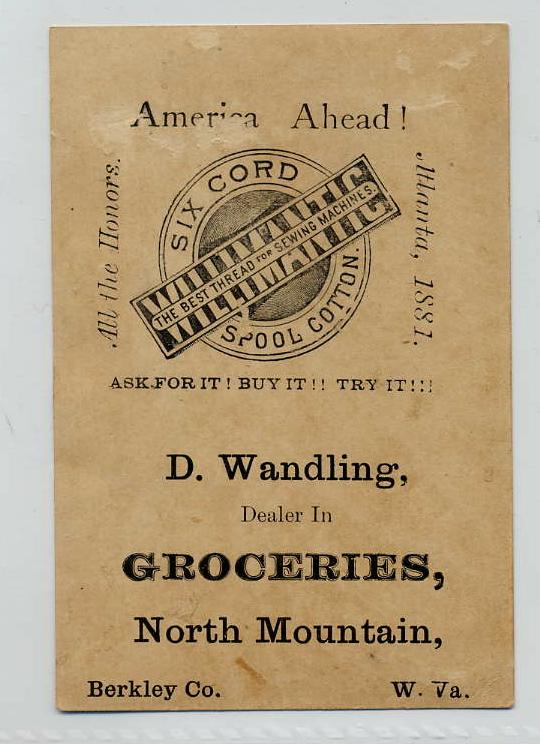 America Ahead!
All the Honors.
Atlanta, 1881.
SIX CORD
WILLIMANTIC
THE BEST THREAD FOR SEWING MACHINES.
WILLIMANTIC
SPOOL COTTON.
ASK FOR IT! BUY IT!! TRY IT!!!
D. Wandling,
Dealer In
GROCERIES,
North Mountain,
Berkley Co. W. Va.